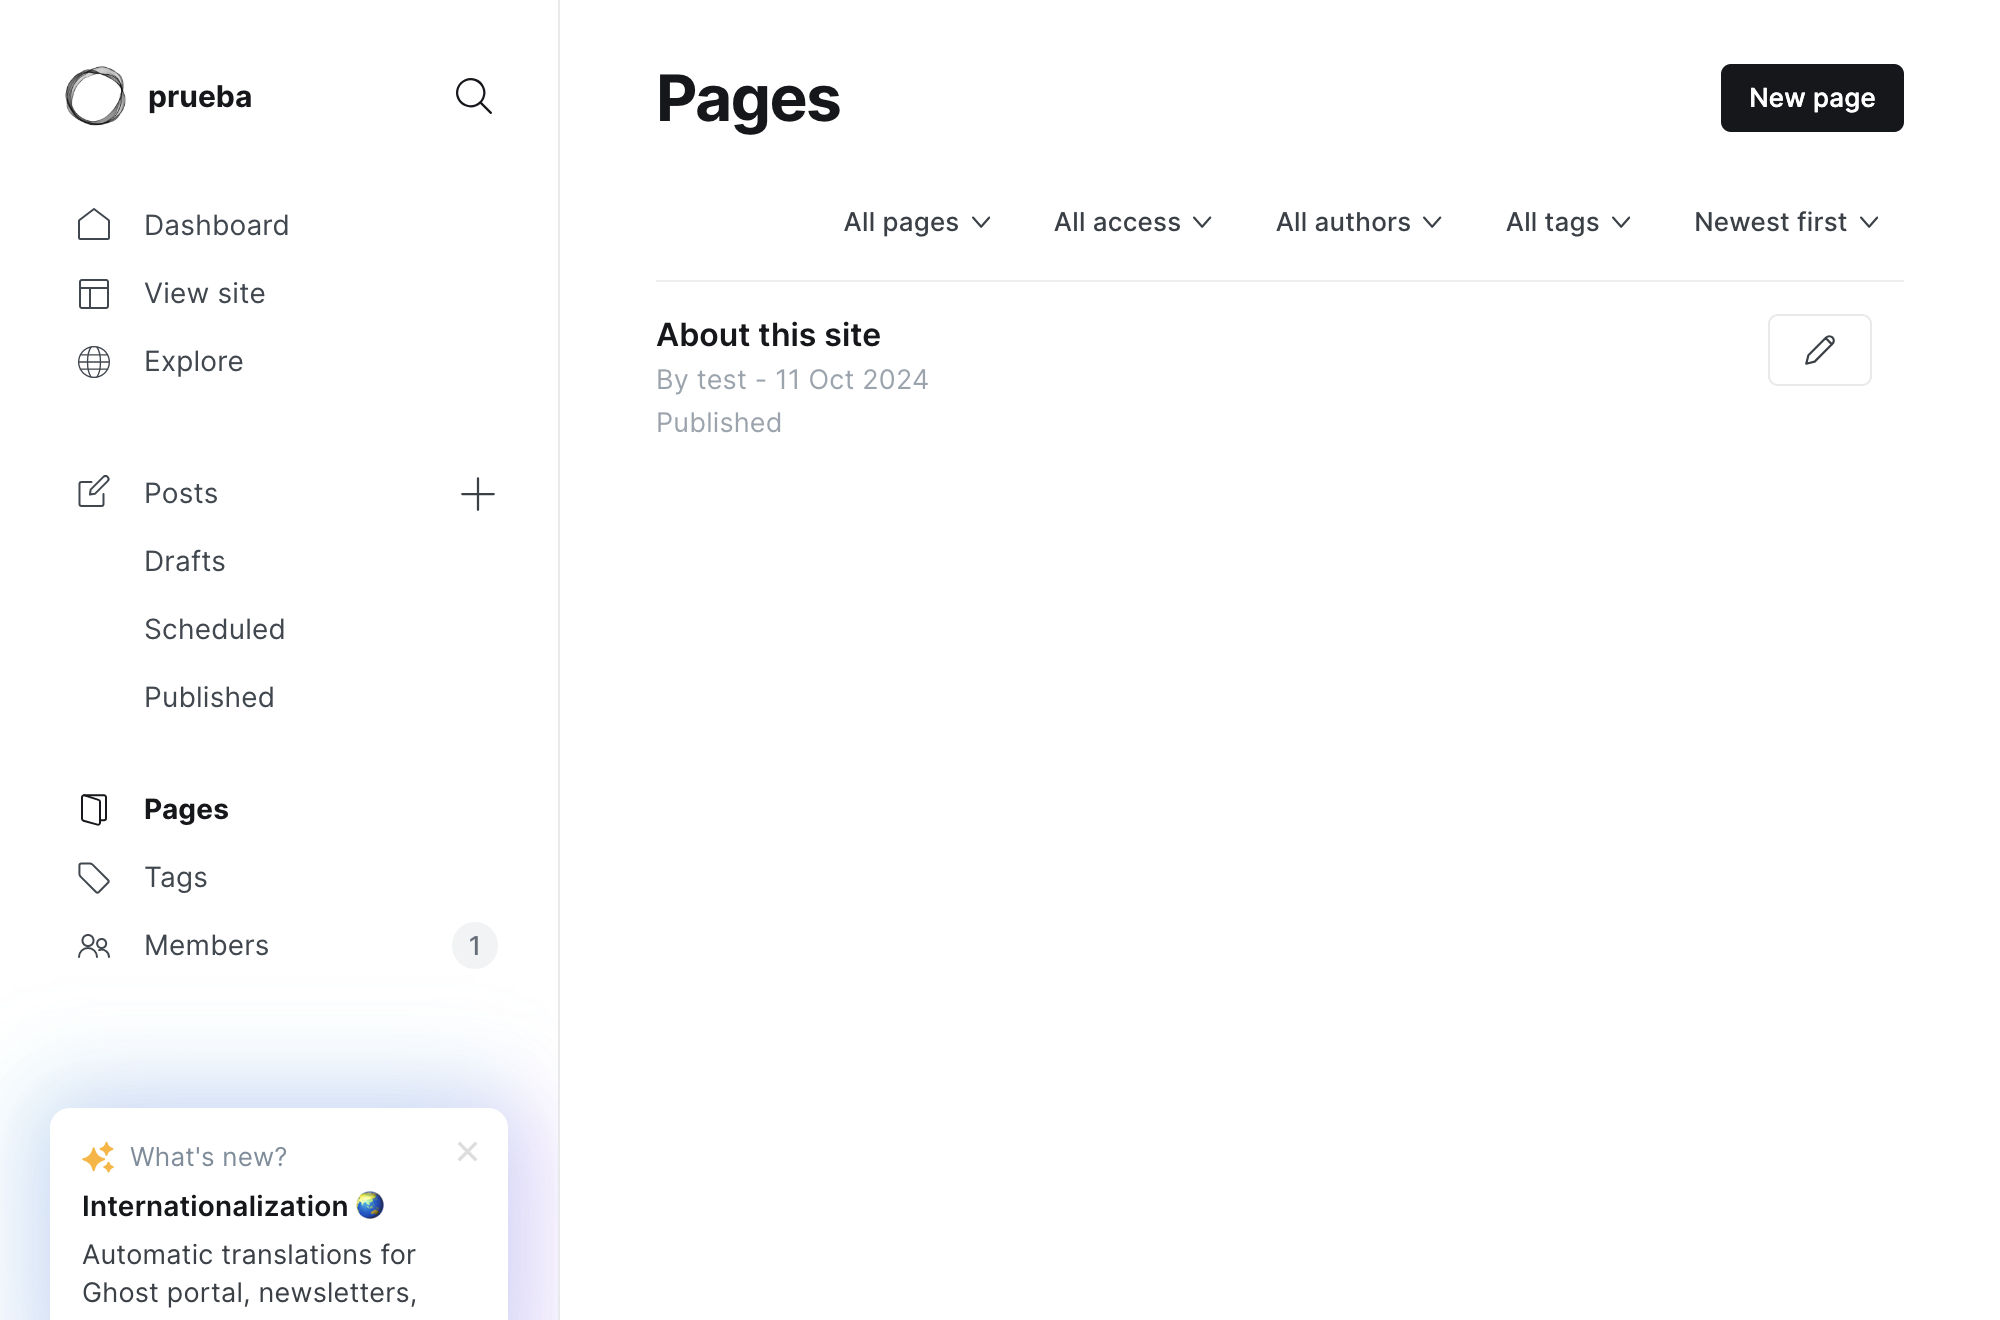 prueba
Dashboard
View site
Explore
Posts
Drafts
Scheduled
Published
Pages
Tags
Members 1
What's new?
Internationalization 🌏
Automatic translations for
Ghost portal, newsletters,
Pages
New page
All pages All access All authors All tags Newest first
About this site
By test - 11 Oct 2024
Published